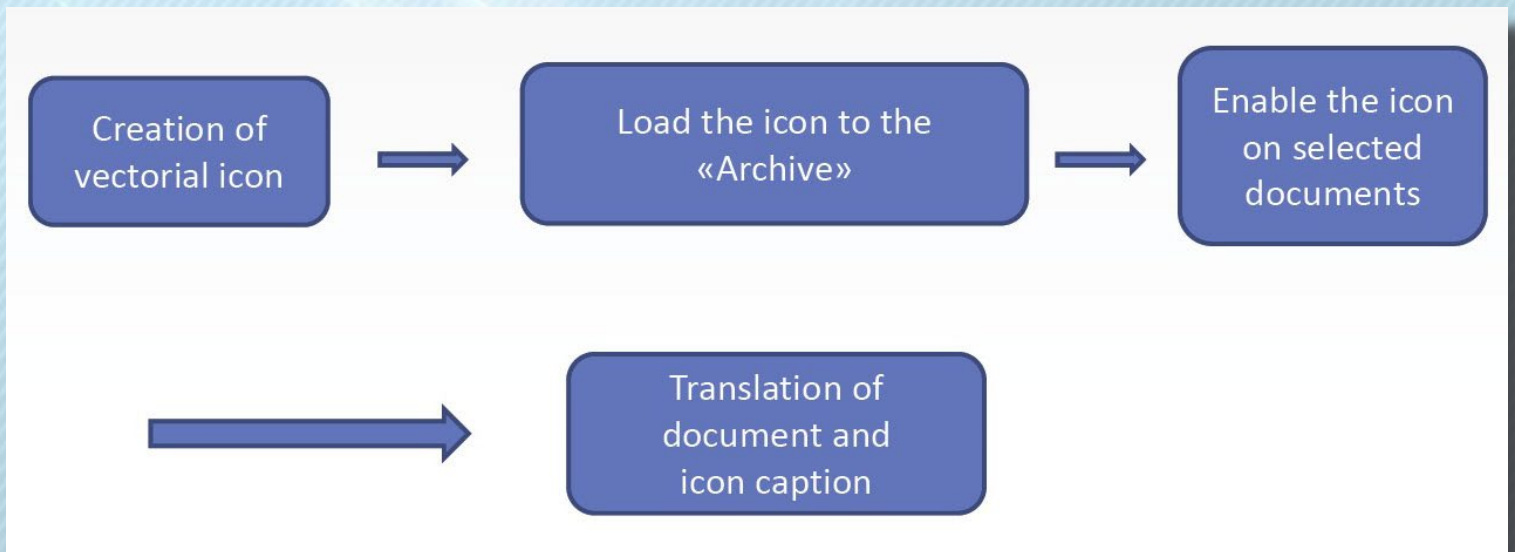 Creation of
vectorial icon
Load the icon to the
«Archive»
Enable the icon
on selected
documents
Translation of
document and
icon caption